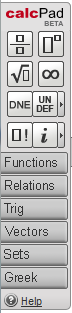 calcPad
BETA
DNE UN DEF
!
i
Functions
Relations
Trig
Vectors
Sets
Greek
Help